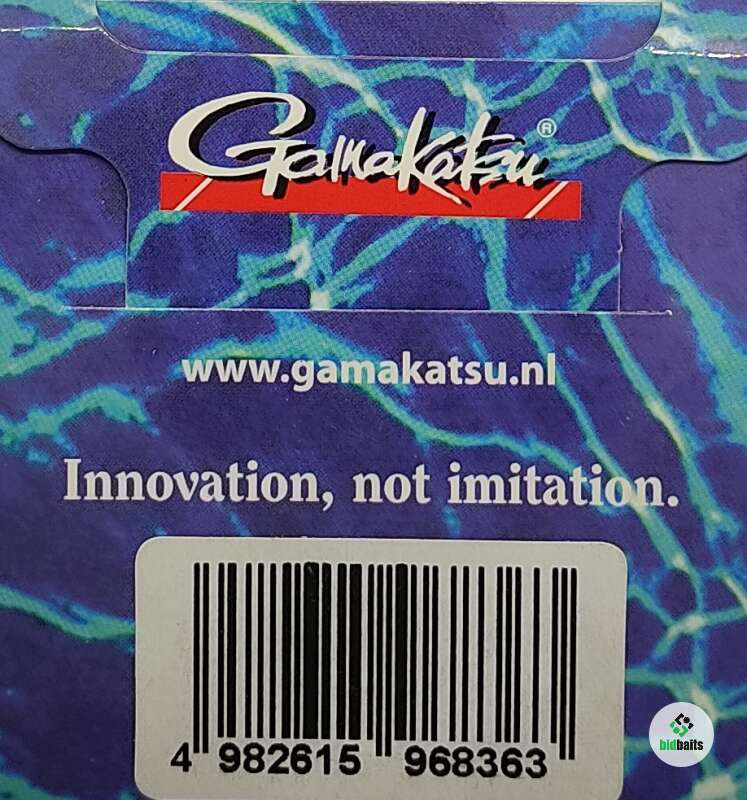 Gamakatsu®
www.gamakatsu.nl
Innovation, not imitation.
4 982615 968363
bidbaits